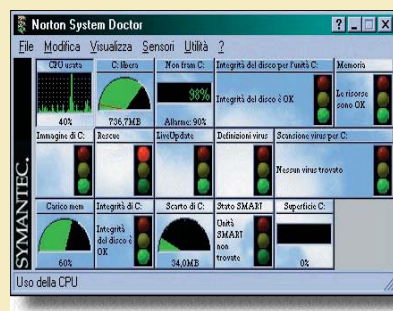 Norton System Doctor
File Modifica Visualizza Sensori Utilità ?
CPU usata
C: libera
Non fram C:
Integrità del disco per l'unità C:
Memoria
98%
Integrità del disco è OK
Le risorse
sono OK
40%
736,7MB
Allarme: 90%
Immagine di C:
Rescue
LiveUpdate
Definizioni virus
Scansione virus per C:
Nessun virus trovato
Carico mem
Integrità di C:
Scarto di C:
Stato SMART
Superficie C:
Integrità
del disco è
OK
Unità
SMART
non
trovate
60%
34,0MB
0%
SYMANTEC.
Uso della CPU